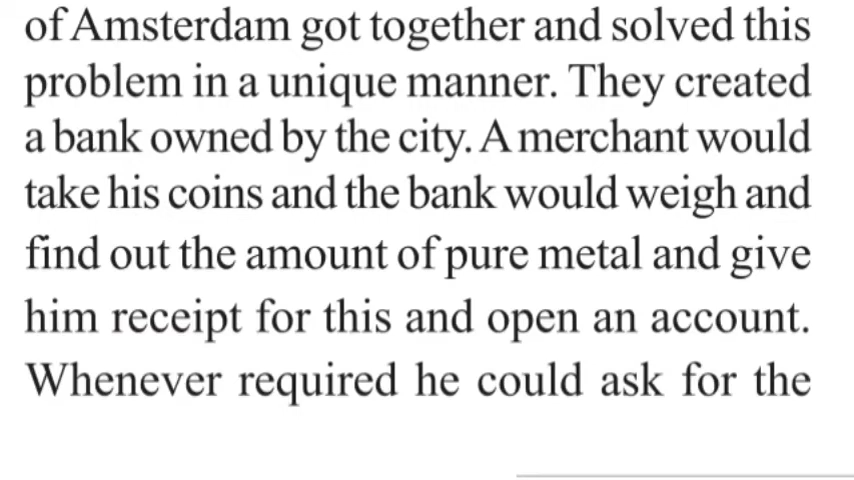 of Amsterdam got together and solved this
problem in a unique manner. They created
a bank owned by the city. A merchant would
take his coins and the bank would weigh and
find out the amount of pure metal and give
him receipt for this and open an account.
Whenever required he could ask for the